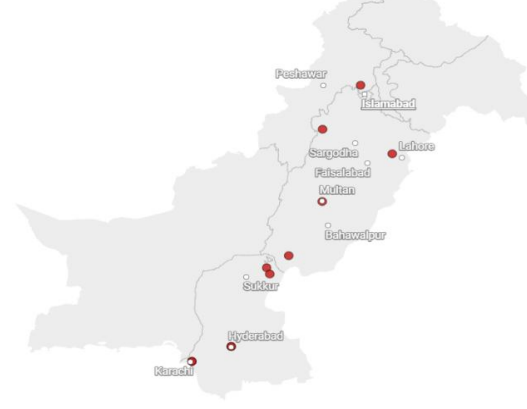 Peshawar
Islamabad
Sargodha
Lahore
Faisalabad
Multan
Bahawalpur
Sukkur
Hyderabad
Karachi